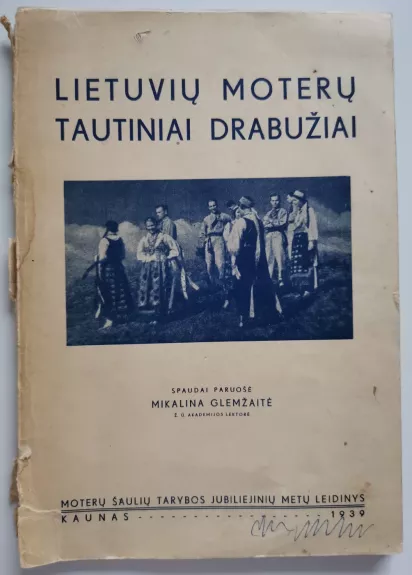 LIETUVIŲ MOTERŲ
TAUTINIAI DRABUŽIAI
SPAUDAI PARUOŠĖ
MIKALINA GLEMŽAITĖ
Ž. Ū. AKADEMIJOS LEKTORĖ
MOTERŲ ŠAULIŲ TARYBOS JUBILIEJINIŲ METŲ LEIDINYS
KAUNAS - - - - - - - - - - - - - - - - - - - - 1939